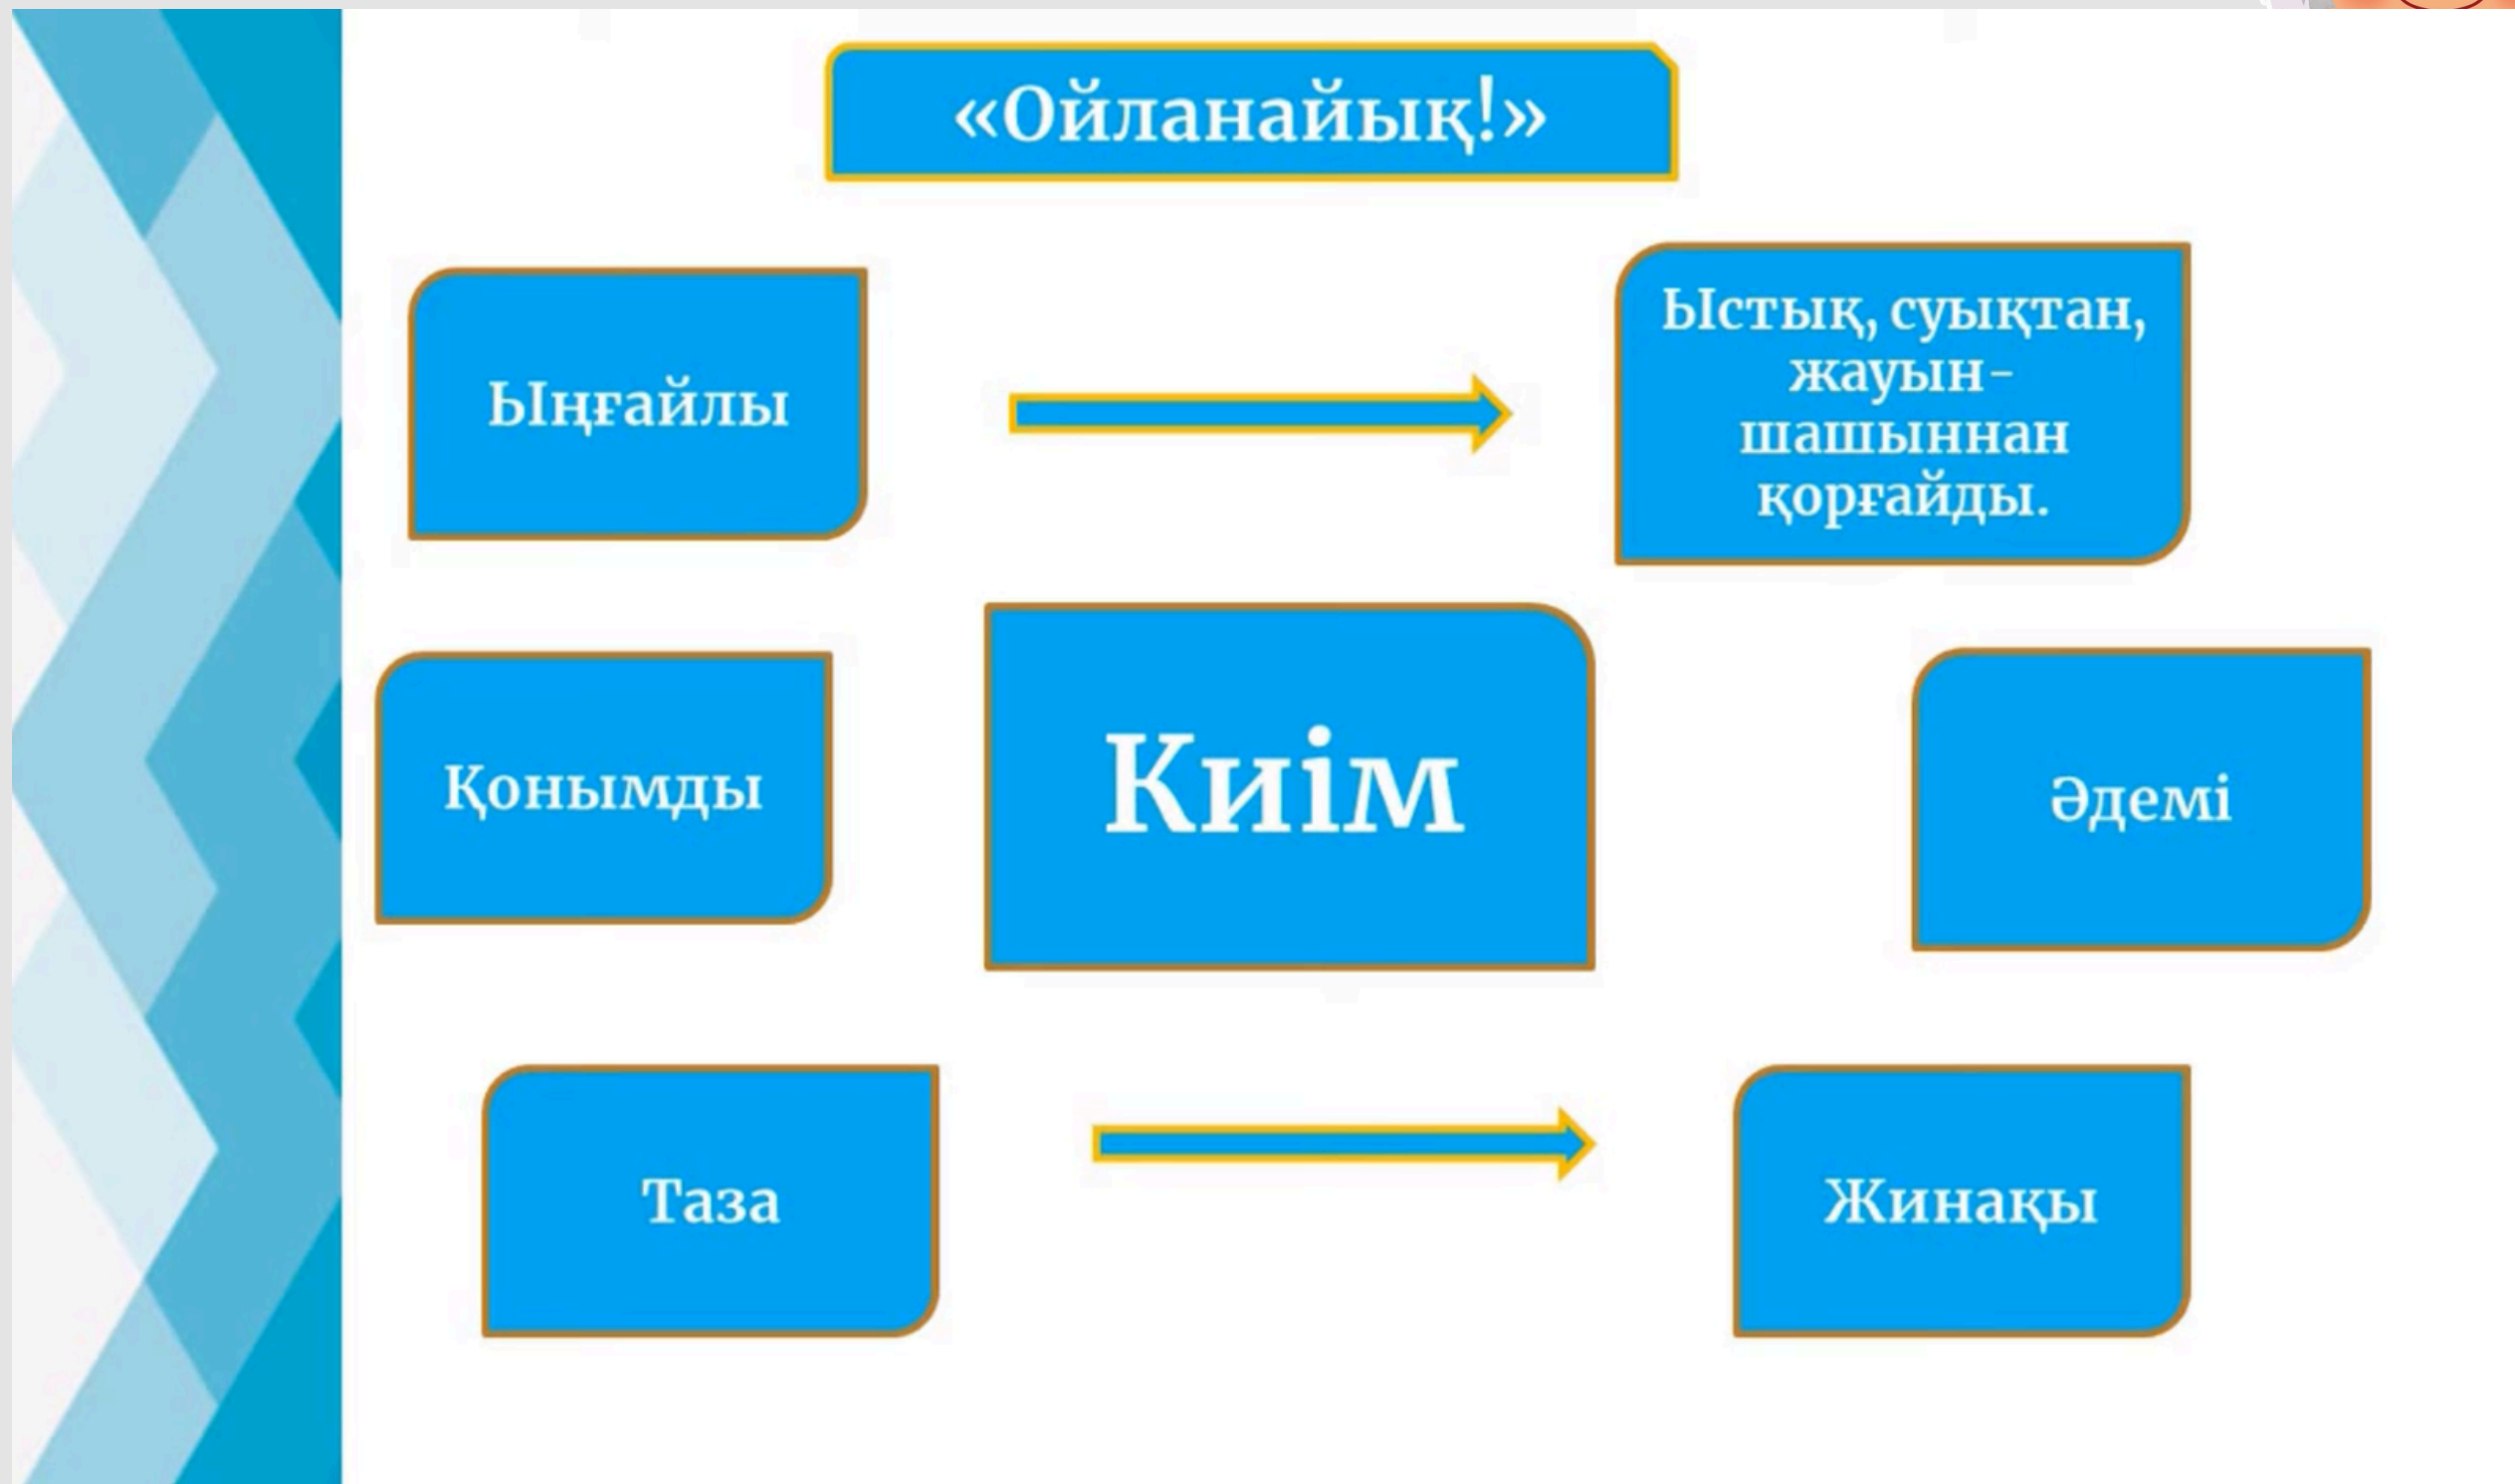 «Ойланайық!»
Ыңғайлы
Ыстық, суықтан,
жауын-
шашыннан
қорғайды.
Қонымды
Киім
Әдемі
Таза
Жинақы